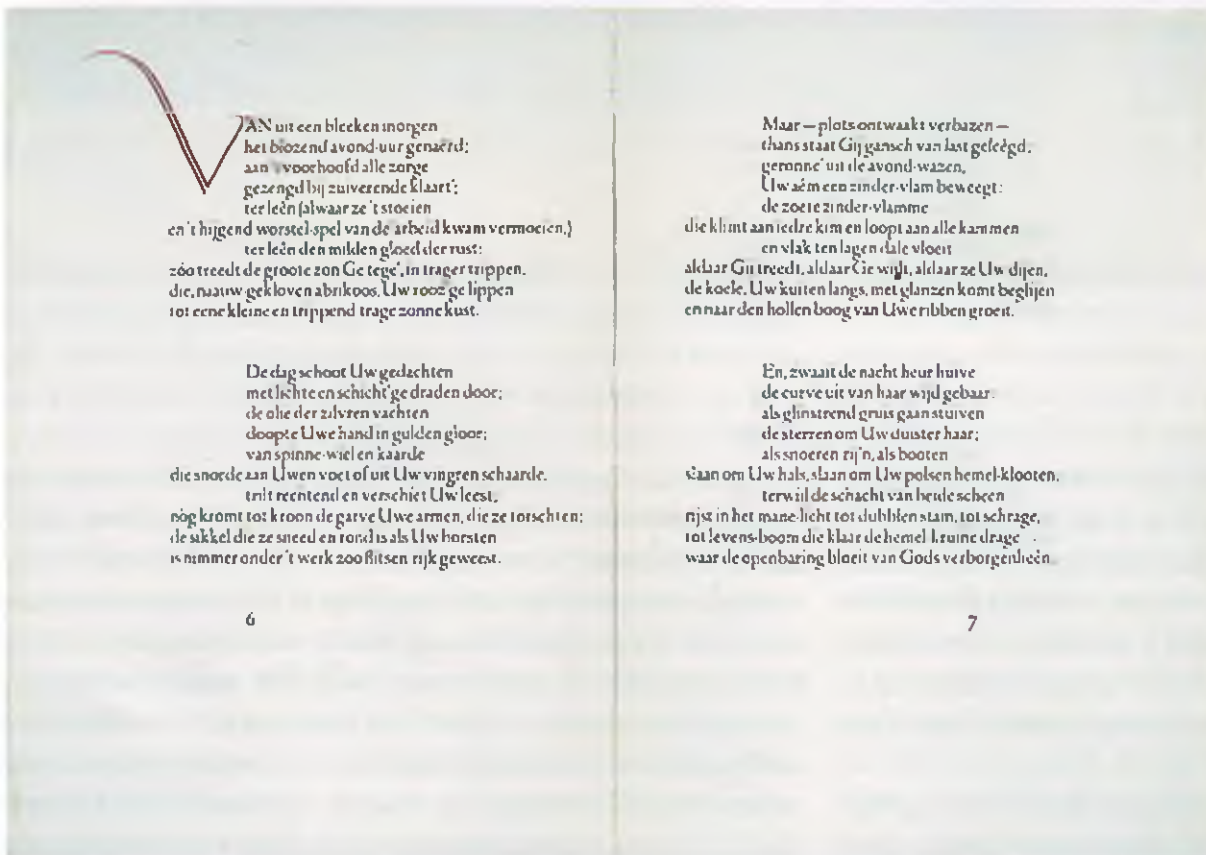 VAN uit een bleeken morgen
het blozend avond-uur genaêrd;
aan 't voorhoofd alle zorge
gezengd bij zuiverende klaart';
ter leên (alwaar ze 't stoeien
en 't hijgend worstel-spel van de arbeid kwam vermoeien,)
ter leên den milden gloed der rust:
zóo treedt de groote zon Ge tege', in trager trippen,
die, nauw-gekloven abrikoos, Uw rooz'ge lippen
tot eene kleine en trippend trage zonne kust.
De dag schoot Uw gedachten
met lichte en schicht'ge draden door;
de olie der zilvren vachten
doopte Uwe hand in gulden gloor;
van spinne-wiel en kaarde
die snorde aan Uwen voet of uit Uw vingren schaarde,
trilt rechtend en verschiet Uw leest,
nog kromt tot kroon de garve Uwe armen, die ze torschten;
de sikkel die ze sneed en rond is als Uw borsten
is nimmer onder 't werk zoo flitsen-rijk geweest.
6
Maar — plots ontwaakt verbazen —
thans staat Gij gansch van last geleêgd;
geronne' uit de avond-wazen,
Uw aêm een zinder-vlam beweegt:
de zoete zinder-vlamme
die klimt aan iedre kim en loopt aan alle kammen
en vlak ten lagen dale vloeit
aldaar Gij treedt, aldaar Ge wijlt, aldaar ze Uw dijen,
de koele, Uw kuiten langs, met glanzen komt beglijen
en naar den hollen boog van Uwe ribben groeit.
En, zwaait de nacht heur huive
de curve uit van haar wijd gebaar:
als glinstrend gruis gaan stuiven
de sterren om Uw duister haar;
als snoeren rij'n, als booten
slaan om Uw hals, slaan om Uw polsen hemel-klooten,
terwijl de schacht van beide scheen
rijst in het mane-licht tot dubblen stam, tot schrage,
tot levens-boom die klaar de hemel-kruine drage
waar de openbaring bloeit van Gods verborgenheên.
7